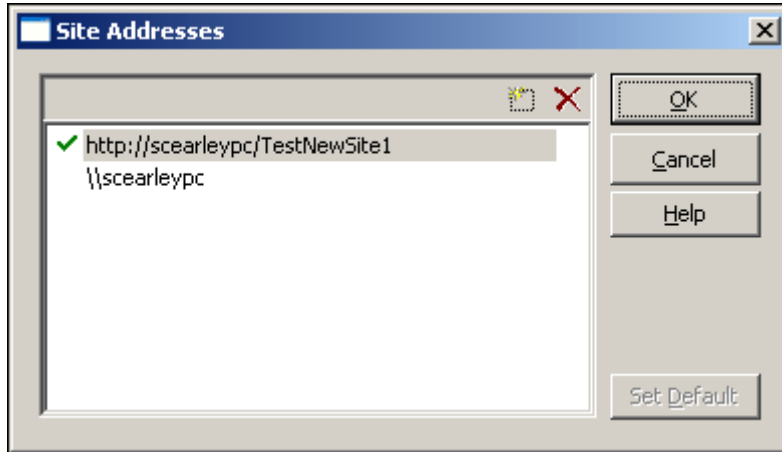 Site Addresses
http://scearleypc/TestNewSite1
\\scearleypc
OK
Cancel
Help
Set Default